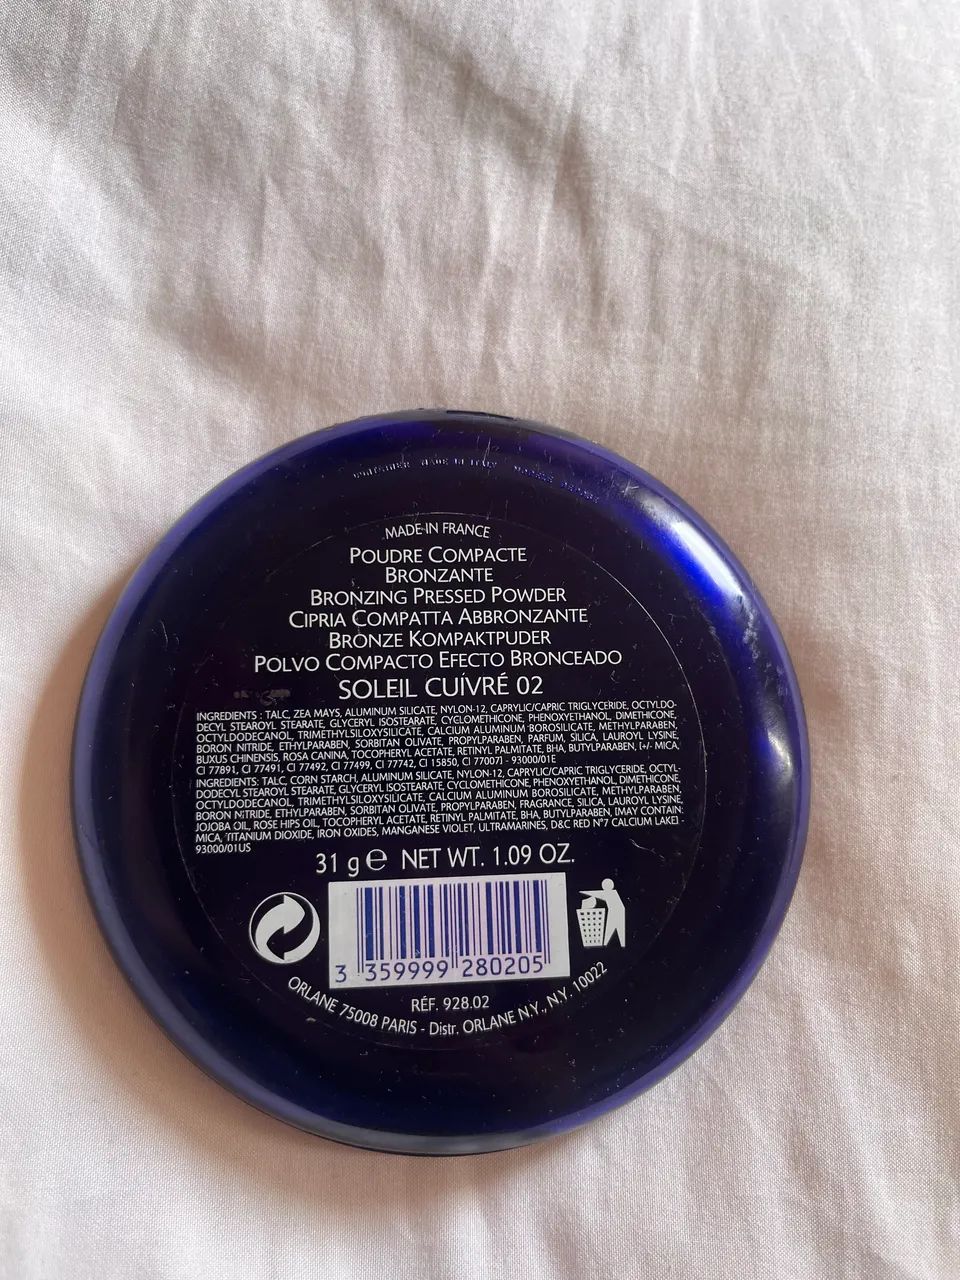 CONTAINER MADE IN ITALY
MADE IN FRANCE
POUDRE COMPACTE
BRONZANTE
BRONZING PRESSED POWDER
CIPRIA COMPATTA ABBRONZANTE
BRONZE KOMPAKTPUDER
POLVO COMPACTO EFECTO BRONCEADO
SOLEIL CUIVRÉ 02
INGREDIENTS : TALC, ZEA MAYS, ALUMINUM SILICATE, NYLON-12, CAPRYLIC/CAPRIC TRIGLYCERIDE, OCTYLDO-
DECYL STEAROYL STEARATE, GLYCERYL ISOSTEARATE, CYCLOMETHICONE, PHENOXYETHANOL, DIMETHICONE,
OCTYLDODECANOL, TRIMETHYLSILOXYSILICATE, CALCIUM ALUMINUM BOROSILICATE, METHYLPARABEN,
BORON NITRIDE, ETHYLPARABEN, SORBITAN OLIVATE, PROPYLPARABEN, PARFUM, SILICA, LAUROYL LYSINE,
BUXUS CHINENSIS, ROSA CANINA, TOCOPHERYL ACETATE, RETINYL PALMITATE, BHA, BUTYLPARABEN, [+/- MICA,
CI 77891, CI 77491, CI 77492, CI 77499, CI 77742, CI 15850, CI 77007] - 93000/01E
INGREDIENTS: TALC, CORN STARCH, ALUMINUM SILICATE, NYLON-12, CAPRYLIC/CAPRIC TRIGLYCERIDE, OCTYL-
DODECYL STEAROYL STEARATE, GLYCERYL ISOSTEARATE, CYCLOMETHICONE, PHENOXYETHANOL, DIMETHICONE,
OCTYLDODECANOL, TRIMETHYLSILOXYSILICATE, CALCIUM ALUMINUM BOROSILICATE, METHYLPARABEN,
BORON NITRIDE, ETHYLPARABEN, SORBITAN OLIVATE, PROPYLPARABEN, FRAGRANCE, SILICA, LAUROYL LYSINE,
JOJOBA OIL, ROSE HIPS OIL, TOCOPHERYL ACETATE, RETINYL PALMITATE, BHA, BUTYLPARABEN, [MAY CONTAIN:
MICA, TITANIUM DIOXIDE, IRON OXIDES, MANGANESE VIOLET, ULTRAMARINES, D&C RED N°7 CALCIUM LAKE] -
93000/01US
31 g e NET WT. 1.09 OZ.
3 359999 280205
RÉF. 928.02
ORLANE 75008 PARIS - Distr. ORLANE N.Y., N.Y. 10022